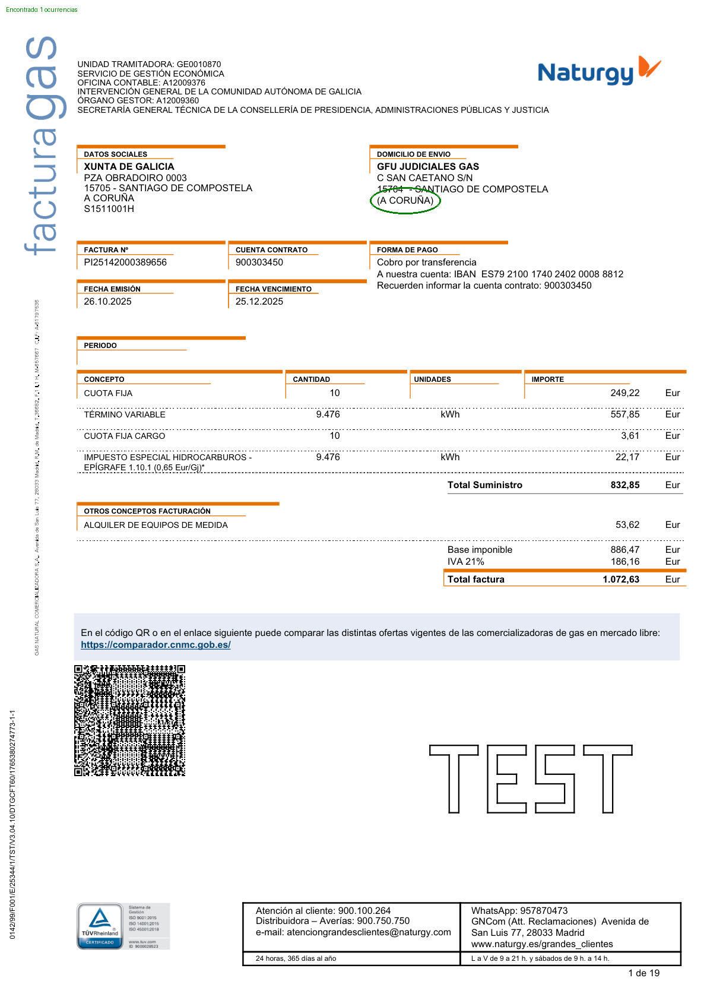 Encontrado: 1 ocurrencias
facturagas
UNIDAD TRAMITADORA: GE0010870
SERVICIO DE GESTIÓN ECONÓMICA
OFICINA CONTABLE: A12009376
INTERVENCIÓN GENERAL DE LA COMUNIDAD AUTÓNOMA DE GALICIA
ÓRGANO GESTOR: A12009360
SECRETARÍA GENERAL TÉCNICA DE LA CONSELLERÍA DE PRESIDENCIA, ADMINISTRACIONES PÚBLICAS Y JUSTICIA
Naturgy
DATOS SOCIALES
XUNTA DE GALICIA
PZA OBRADOIRO 0003
15705 - SANTIAGO DE COMPOSTELA
A CORUÑA
S1511001H
DOMICILIO DE ENVIO
GFU JUDICIALES GAS
C SAN CAETANO S/N
15704 - SANTIAGO DE COMPOSTELA
(A CORUÑA)
FACTURA Nº
PI25142000389656
CUENTA CONTRATO
900303450
FORMA DE PAGO
Cobro por transferencia
A nuestra cuenta: IBAN ES79 2100 1740 2402 0008 8812
Recuerden informar la cuenta contrato: 900303450
FECHA EMISIÓN
26.10.2025
FECHA VENCIMIENTO
25.12.2025
PERIODO
CONCEPTO CANTIDAD UNIDADES IMPORTE
CUOTA FIJA 10 249,22 Eur
TÉRMINO VARIABLE 9.476 kWh 557,85 Eur
CUOTA FIJA CARGO 10 3,61 Eur
IMPUESTO ESPECIAL HIDROCARBUROS - 9.476 kWh 22,17 Eur
EPÍGRAFE 1.10.1 (0,65 Eur/Gj)*
Total Suministro 832,85 Eur
OTROS CONCEPTOS FACTURACIÓN
ALQUILER DE EQUIPOS DE MEDIDA 53,62 Eur
Base imponible 886,47 Eur
IVA 21% 186,16 Eur
Total factura 1.072,63 Eur
GAS NATURAL COMERCIALIZADORA S.A., Avenida de San Luis 77, 28033 Madrid, R.M. de Madrid, T.35682, F.1 L.1 H. M-657667 C.I.F: A-61797536
En el código QR o en el enlace siguiente puede comparar las distintas ofertas vigentes de las comercializadoras de gas en mercado libre:
https://comparador.cnmc.gob.es/
TEST
0142/99/F001/E/25344/1/TST/V3.04.10/DTGCFT60/1765380274773-1-1
TÜVRheinland
CERTIFICADO
Sistema de
Gestión
ISO 9001:2015
ISO 14001:2015
ISO 45001:2018
www.tuv.com
ID 9000028523
Atención al cliente: 900.100.264
Distribuidora – Averías: 900.750.750
e-mail: atenciongrandesclientes@naturgy.com
24 horas, 365 días al año
WhatsApp: 957870473
GNCom (Att. Reclamaciones) Avenida de
San Luis 77, 28033 Madrid
www.naturgy.es/grandes_clientes
L a V de 9 a 21 h. y sábados de 9 h. a 14 h.
1 de 19